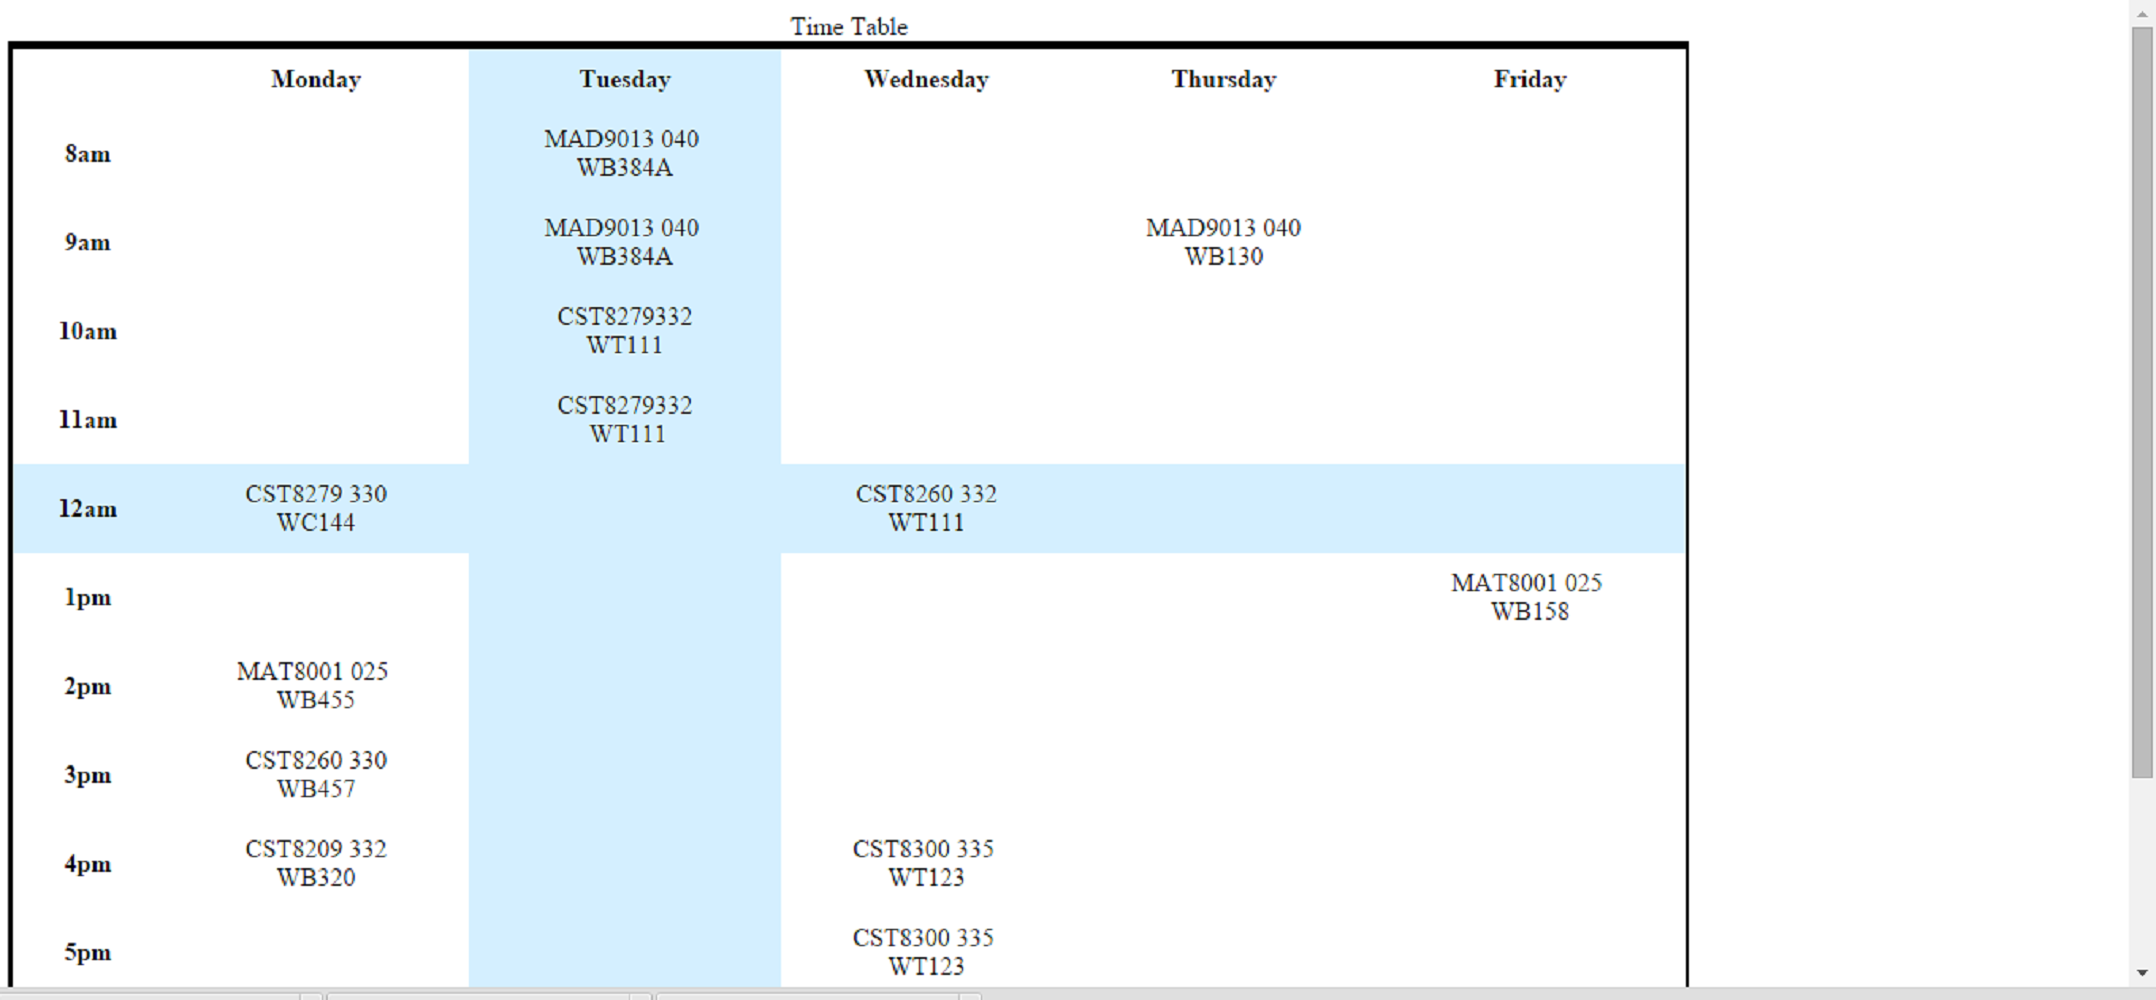 Time Table
Monday Tuesday Wednesday Thursday Friday
8am MAD9013 040
WB384A
9am MAD9013 040 MAD9013 040
WB384A WB130
10am CST8279332
WT111
11am CST8279332
WT111
12am CST8279 330 CST8260 332
WC144 WT111
1pm MAT8001 025
WB158
2pm MAT8001 025
WB455
3pm CST8260 330
WB457
4pm CST8209 332 CST8300 335
WB320 WT123
5pm CST8300 335
WT123